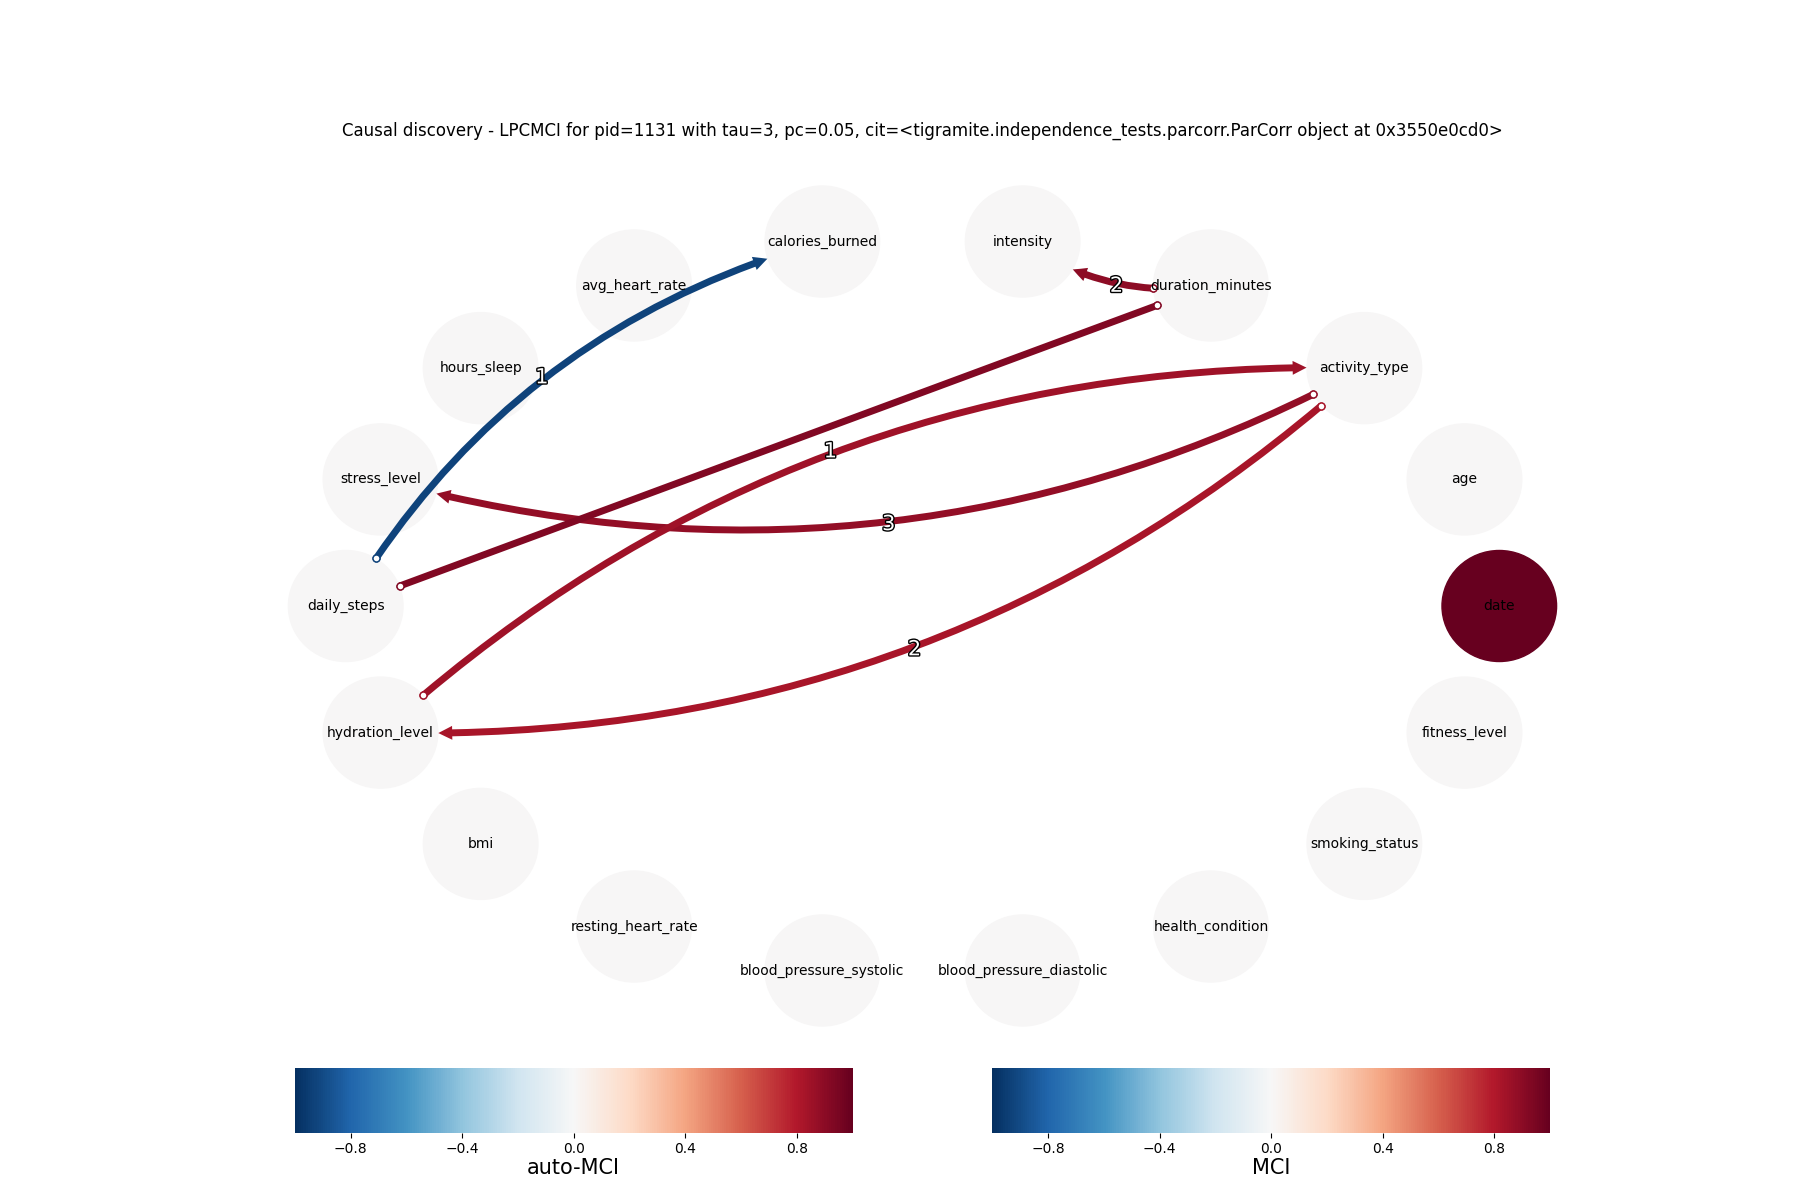 Causal discovery - LPCMCI for pid=1131 with tau=3, pc=0.05, cit=<tigramite.independence_tests.parcorr.ParCorr object at 0x3550e0cd0>
calories_burned
intensity
avg_heart_rate
2
duration_minutes
hours_sleep
1
activity_type
1
stress_level
age
3
daily_steps
date
2
hydration_level
fitness_level
bmi
smoking_status
resting_heart_rate
health_condition
blood_pressure_systolic
blood_pressure_diastolic
−0.8 −0.4 0.0 0.4 0.8
auto-MCI
−0.8 −0.4 0.0 0.4 0.8
MCI